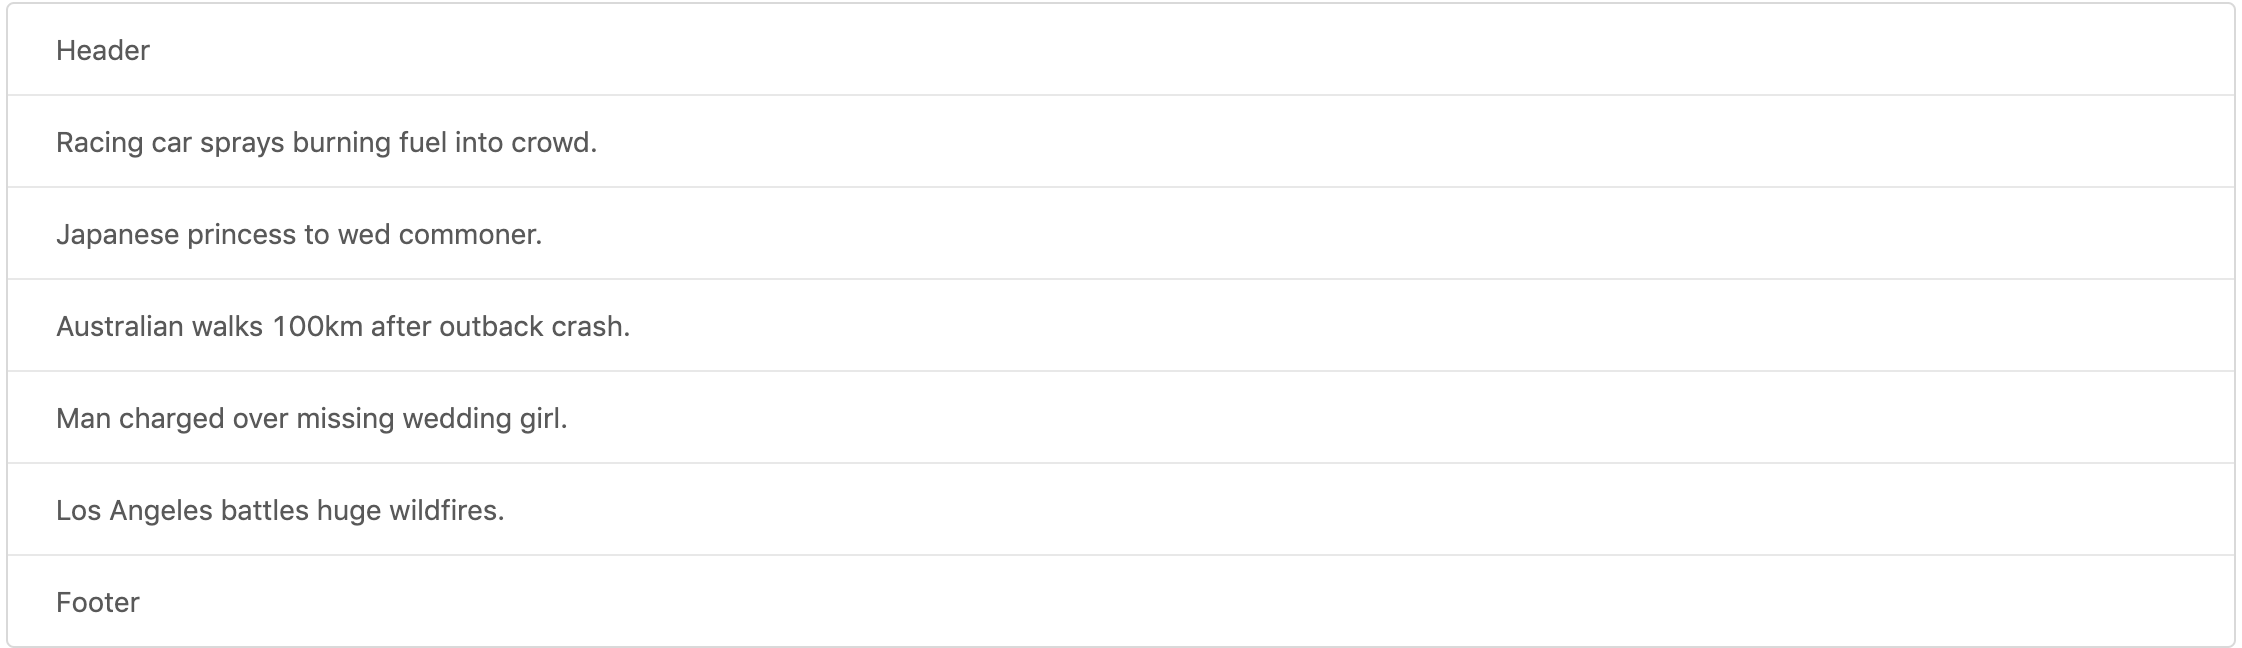 Header
Racing car sprays burning fuel into crowd.
Japanese princess to wed commoner.
Australian walks 100km after outback crash.
Man charged over missing wedding girl.
Los Angeles battles huge wildfires.
Footer